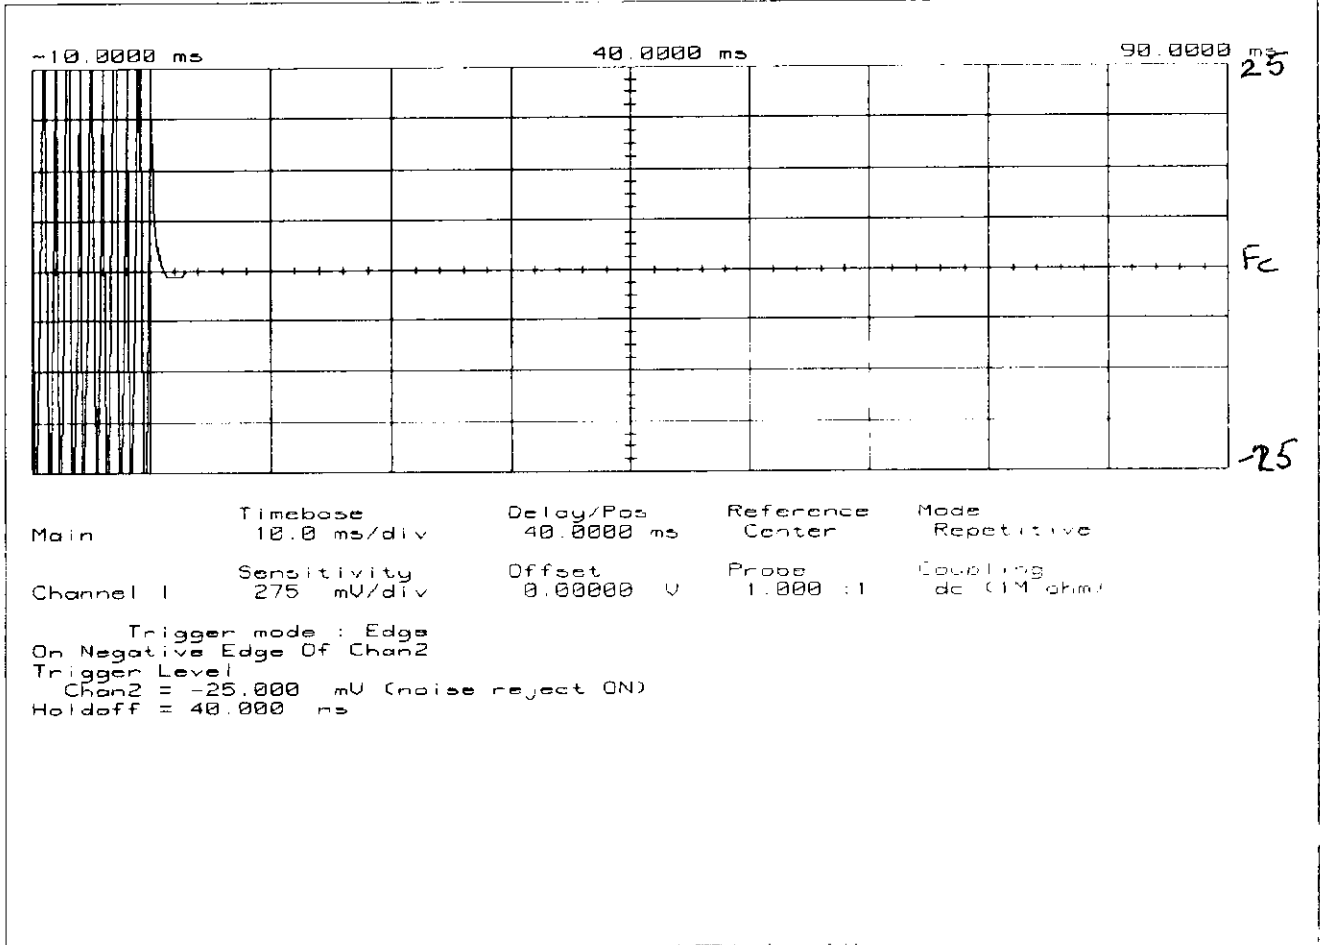 -10.0000 ms 40.0000 ms 90.0000 ms
25
Fc
-25
Timebase Delay/Pos Reference Mode
Main 10.0 ms/div 40.0000 ms Center Repetitive
Sensitivity Offset Probe Coupling
Channel 1 275 mV/div 0.00000 V 1.000 :1 dc (1M ohm)
Trigger mode : Edge
On Negative Edge Of Chan2
Trigger Level
Chan2 = -25.000 mV (noise reject ON)
Holdoff = 40.000 ns